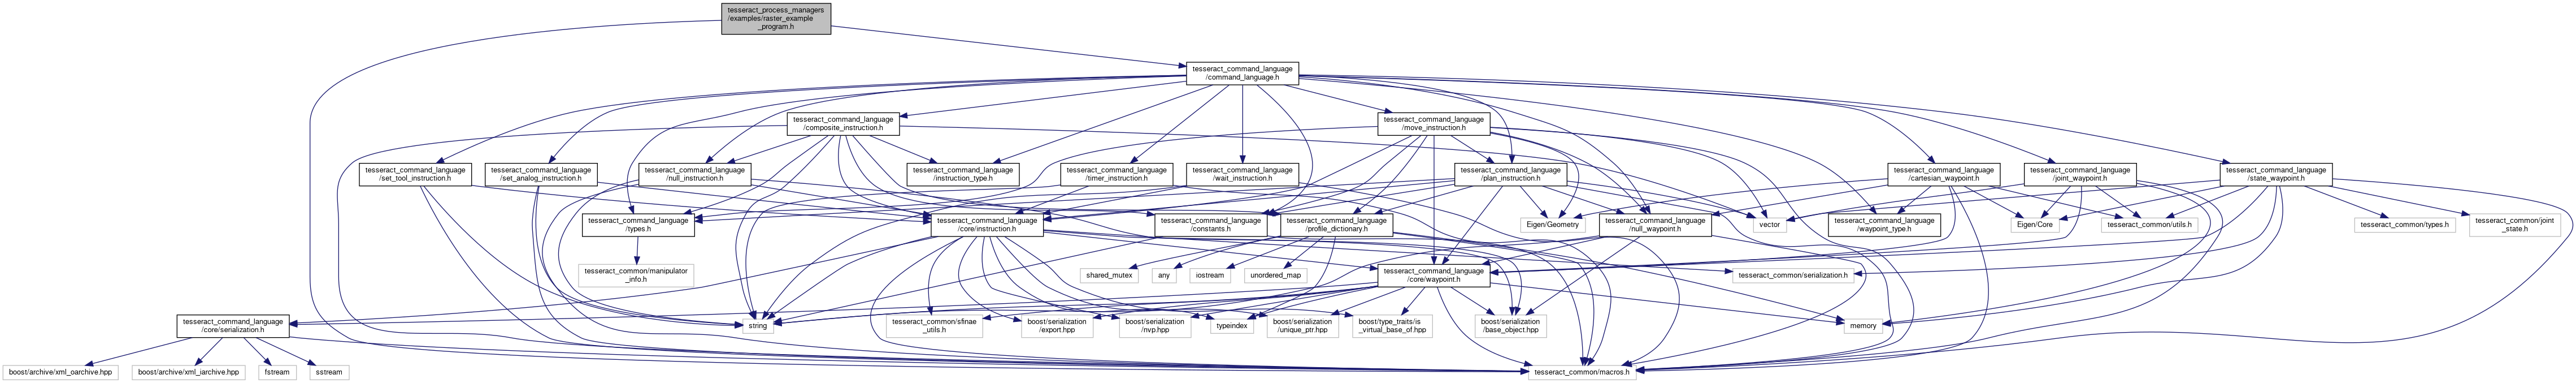 tesseract_process_managers
/examples/raster_example
_program.h
tesseract_command_language
/command_language.h
tesseract_command_language
/composite_instruction.h
tesseract_command_language
/move_instruction.h
tesseract_command_language
/set_tool_instruction.h
tesseract_command_language
/set_analog_instruction.h
tesseract_command_language
/null_instruction.h
tesseract_command_language
/instruction_type.h
tesseract_command_language
/timer_instruction.h
tesseract_command_language
/wait_instruction.h
tesseract_command_language
/plan_instruction.h
tesseract_command_language
/cartesian_waypoint.h
tesseract_command_language
/joint_waypoint.h
tesseract_command_language
/state_waypoint.h
tesseract_command_language
/types.h
tesseract_command_language
/core/instruction.h
tesseract_command_language
/constants.h
tesseract_command_language
/profile_dictionary.h
Eigen/Geometry
tesseract_command_language
/null_waypoint.h
vector
tesseract_command_language
/waypoint_type.h
Eigen/Core
tesseract_common/utils.h
tesseract_common/types.h
tesseract_common/joint
_state.h
tesseract_common/manipulator
_info.h
shared_mutex
any
iostream
unordered_map
tesseract_command_language
/core/waypoint.h
tesseract_common/serialization.h
tesseract_command_language
/core/serialization.h
string
tesseract_common/sfinae
_utils.h
boost/serialization
/export.hpp
boost/serialization
/nvp.hpp
typeindex
boost/serialization
/unique_ptr.hpp
boost/type_traits/is
_virtual_base_of.hpp
boost/serialization
/base_object.hpp
memory
boost/archive/xml_oarchive.hpp
boost/archive/xml_iarchive.hpp
fstream
sstream
tesseract_common/macros.h